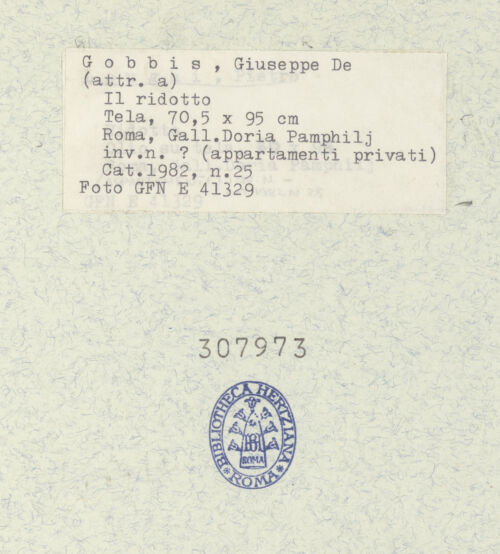 G o b b i s , Giuseppe De
(attr. a)
Il ridotto
Tela, 70,5 x 95 cm
Roma, Gall.Doria Pamphilj
inv.n. ? (appartamenti privati)
Cat.1982, n.25
Foto GFN E 41329
307973
BIBLIOTHECA HERTZIANA
ROMA
* ROMA *